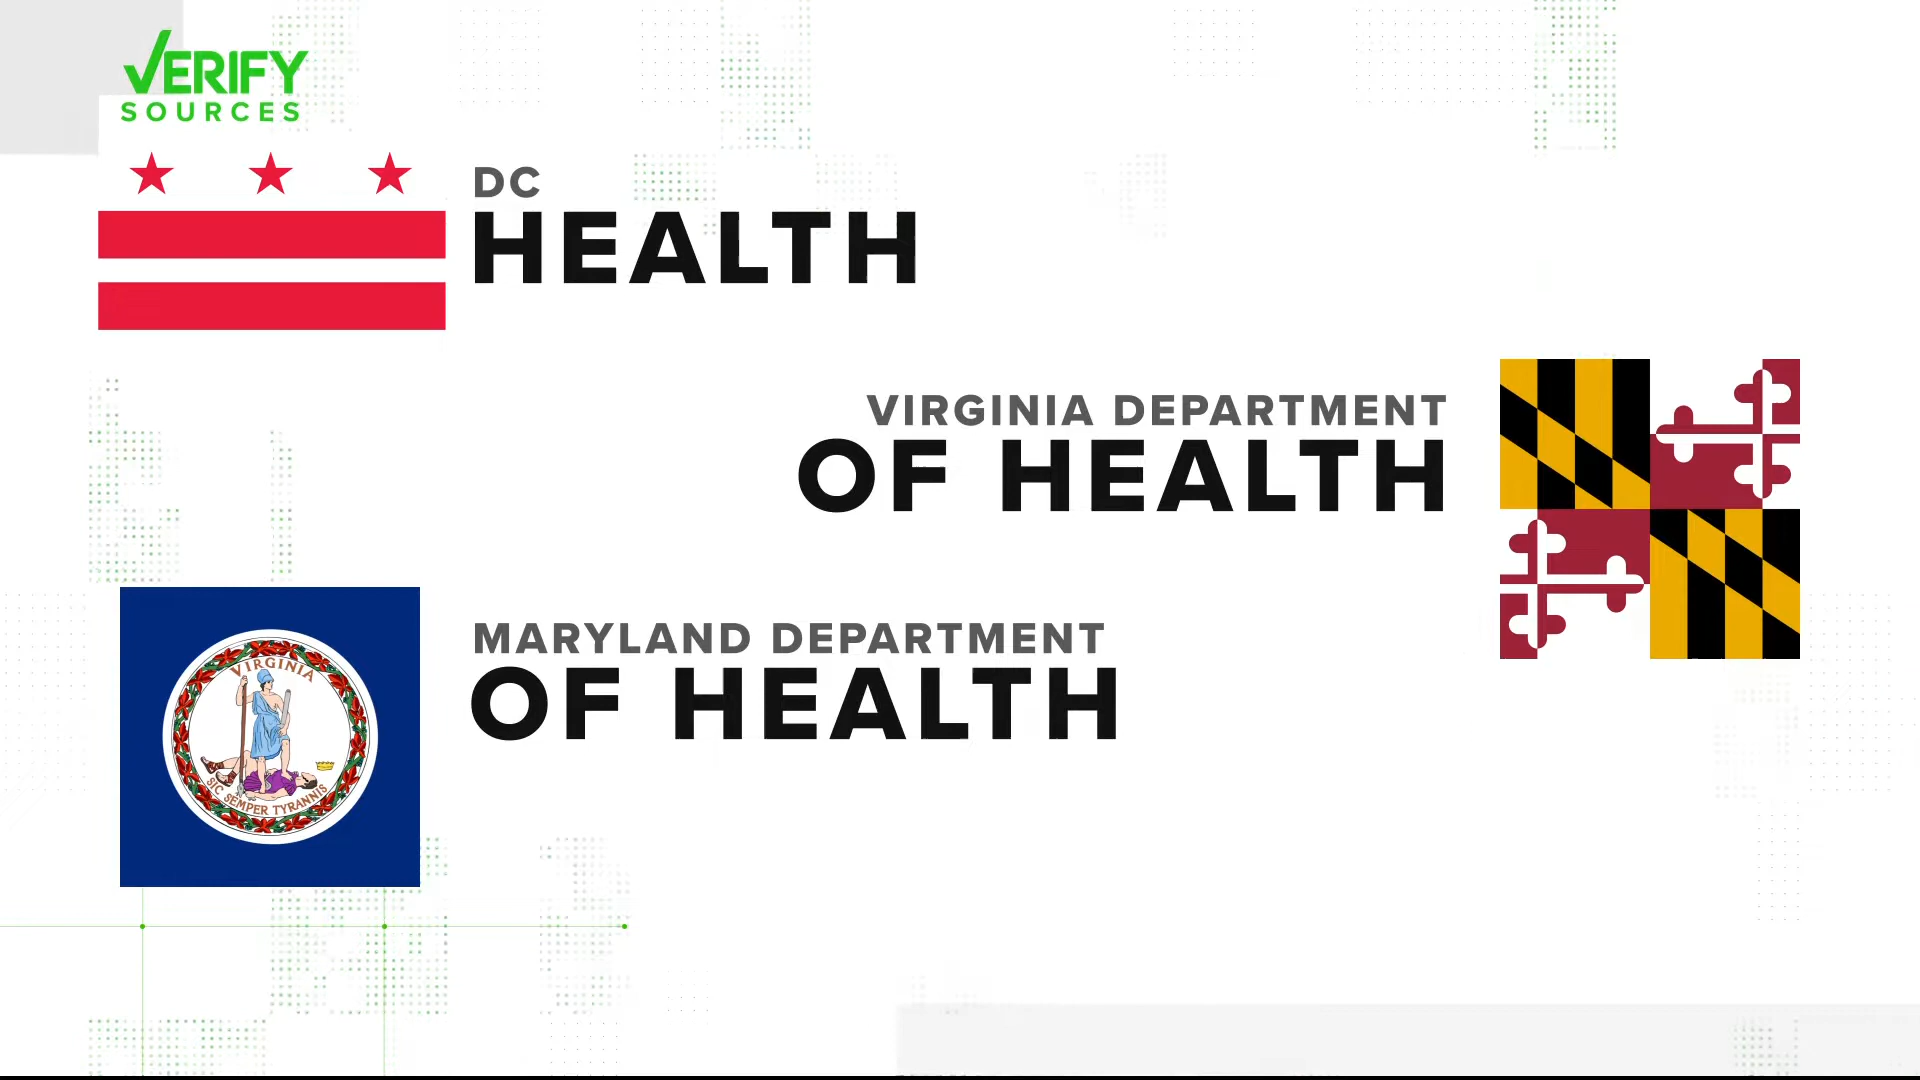 VERIFY
SOURCES
DC
HEALTH
VIRGINIA DEPARTMENT
OF HEALTH
MARYLAND DEPARTMENT
OF HEALTH
VIRGINIA
SIC SEMPER TYRANNIS